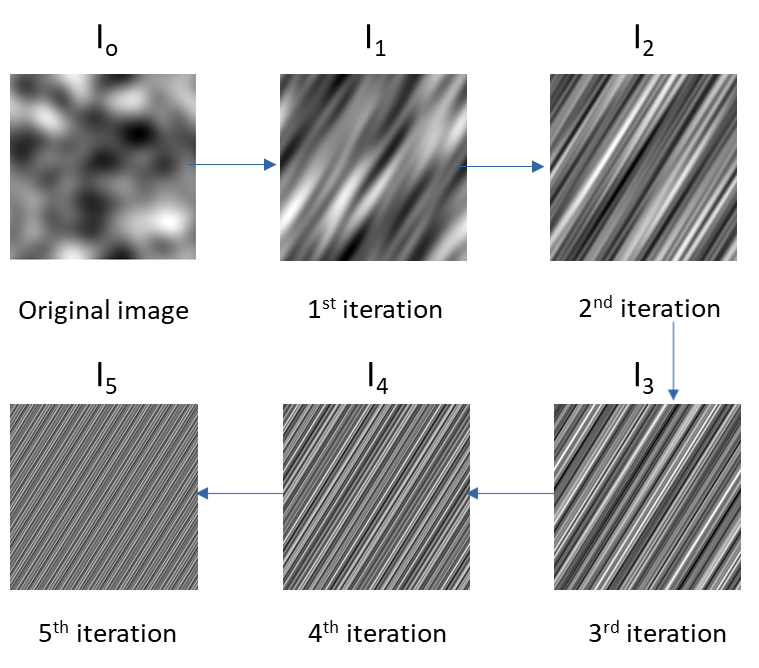 I₀ I₁ I₂
Original image 1ˢᵗ iteration 2ⁿᵈ iteration
I₅ I₄ I₃
5ᵗʰ iteration 4ᵗʰ iteration 3ʳᵈ iteration